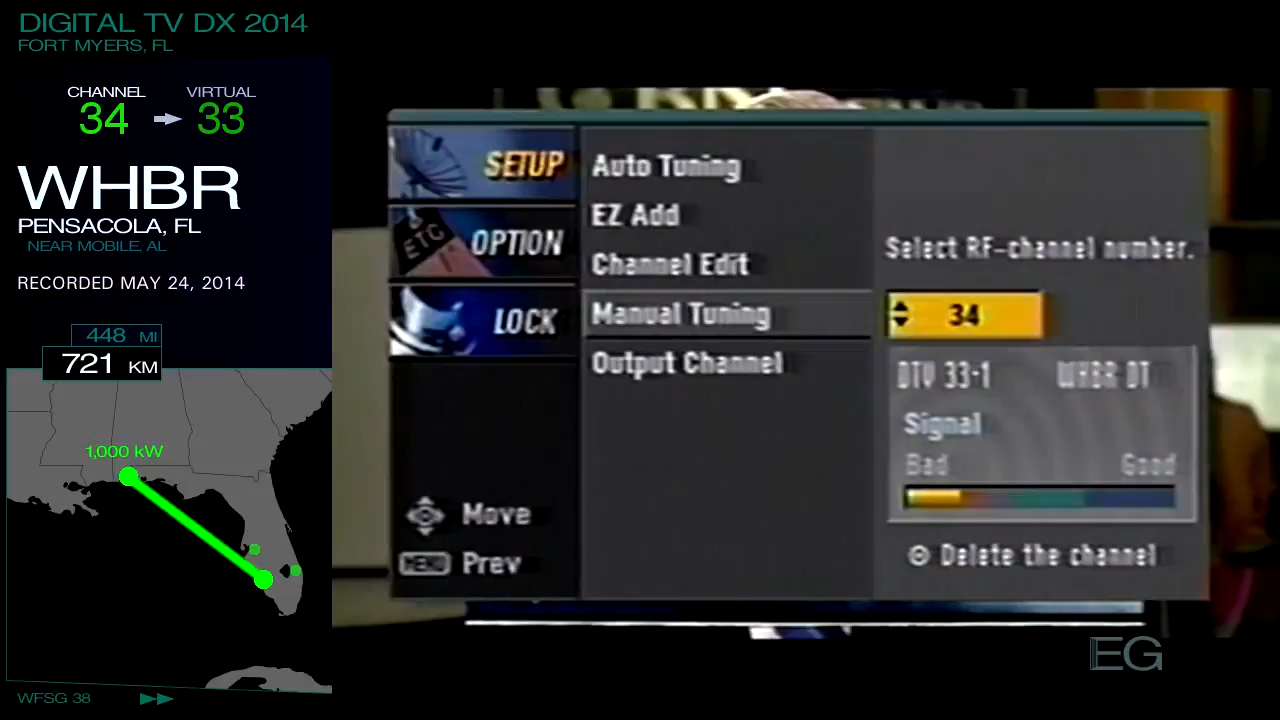 DIGITAL TV DX 2014
FORT MYERS, FL
CHANNEL VIRTUAL
34 33
WHBR
PENSACOLA, FL
NEAR MOBILE, AL
RECORDED MAY 24, 2014
448 MI
721 KM
1,000 kW
WFSG 38
SETUP
ETC
OPTION
LOCK
Move
MENU Prev
Auto Tuning
EZ Add
Channel Edit
Manual Tuning
Output Channel
Select RF-channel number.
34
DTV 33-1 WHBR DT
Signal
Bad Good
Delete the channel
EG